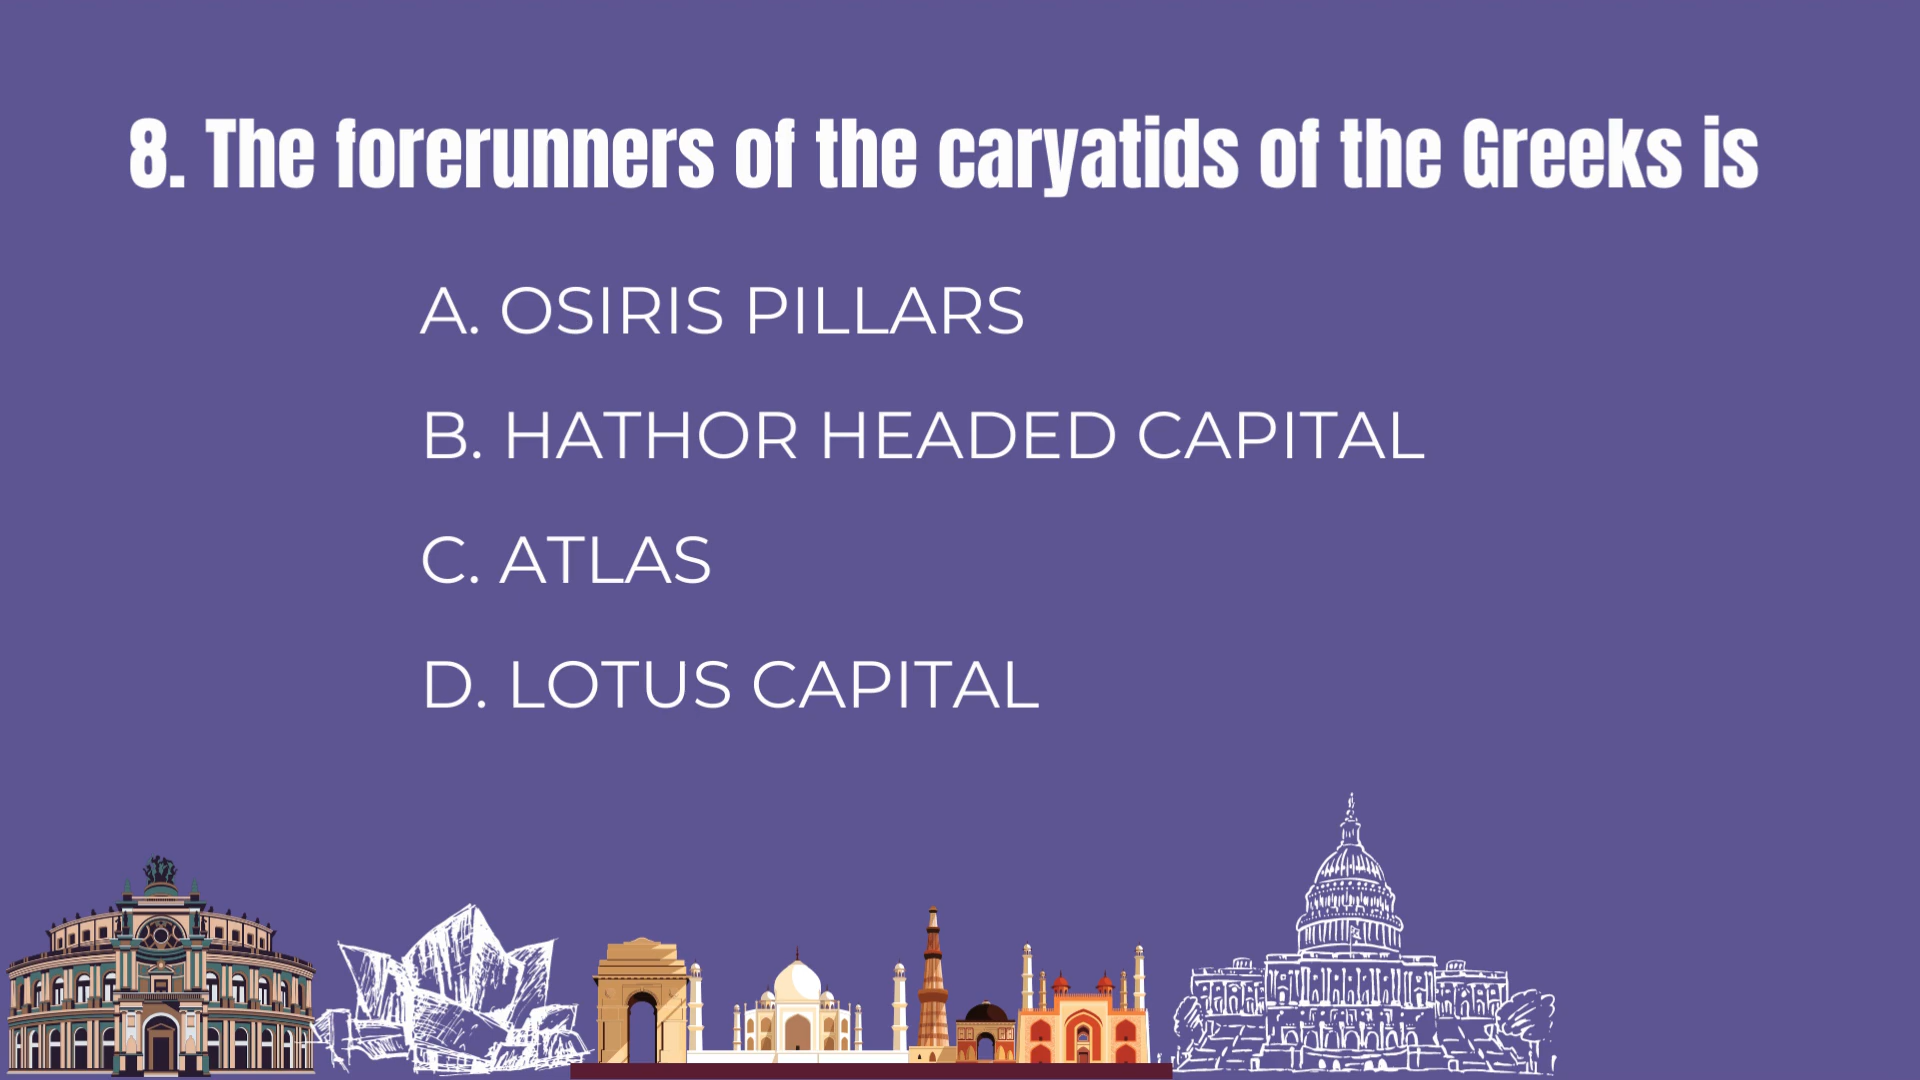 8. The forerunners of the caryatids of the Greeks is
A. OSIRIS PILLARS
B. HATHOR HEADED CAPITAL
C. ATLAS
D. LOTUS CAPITAL